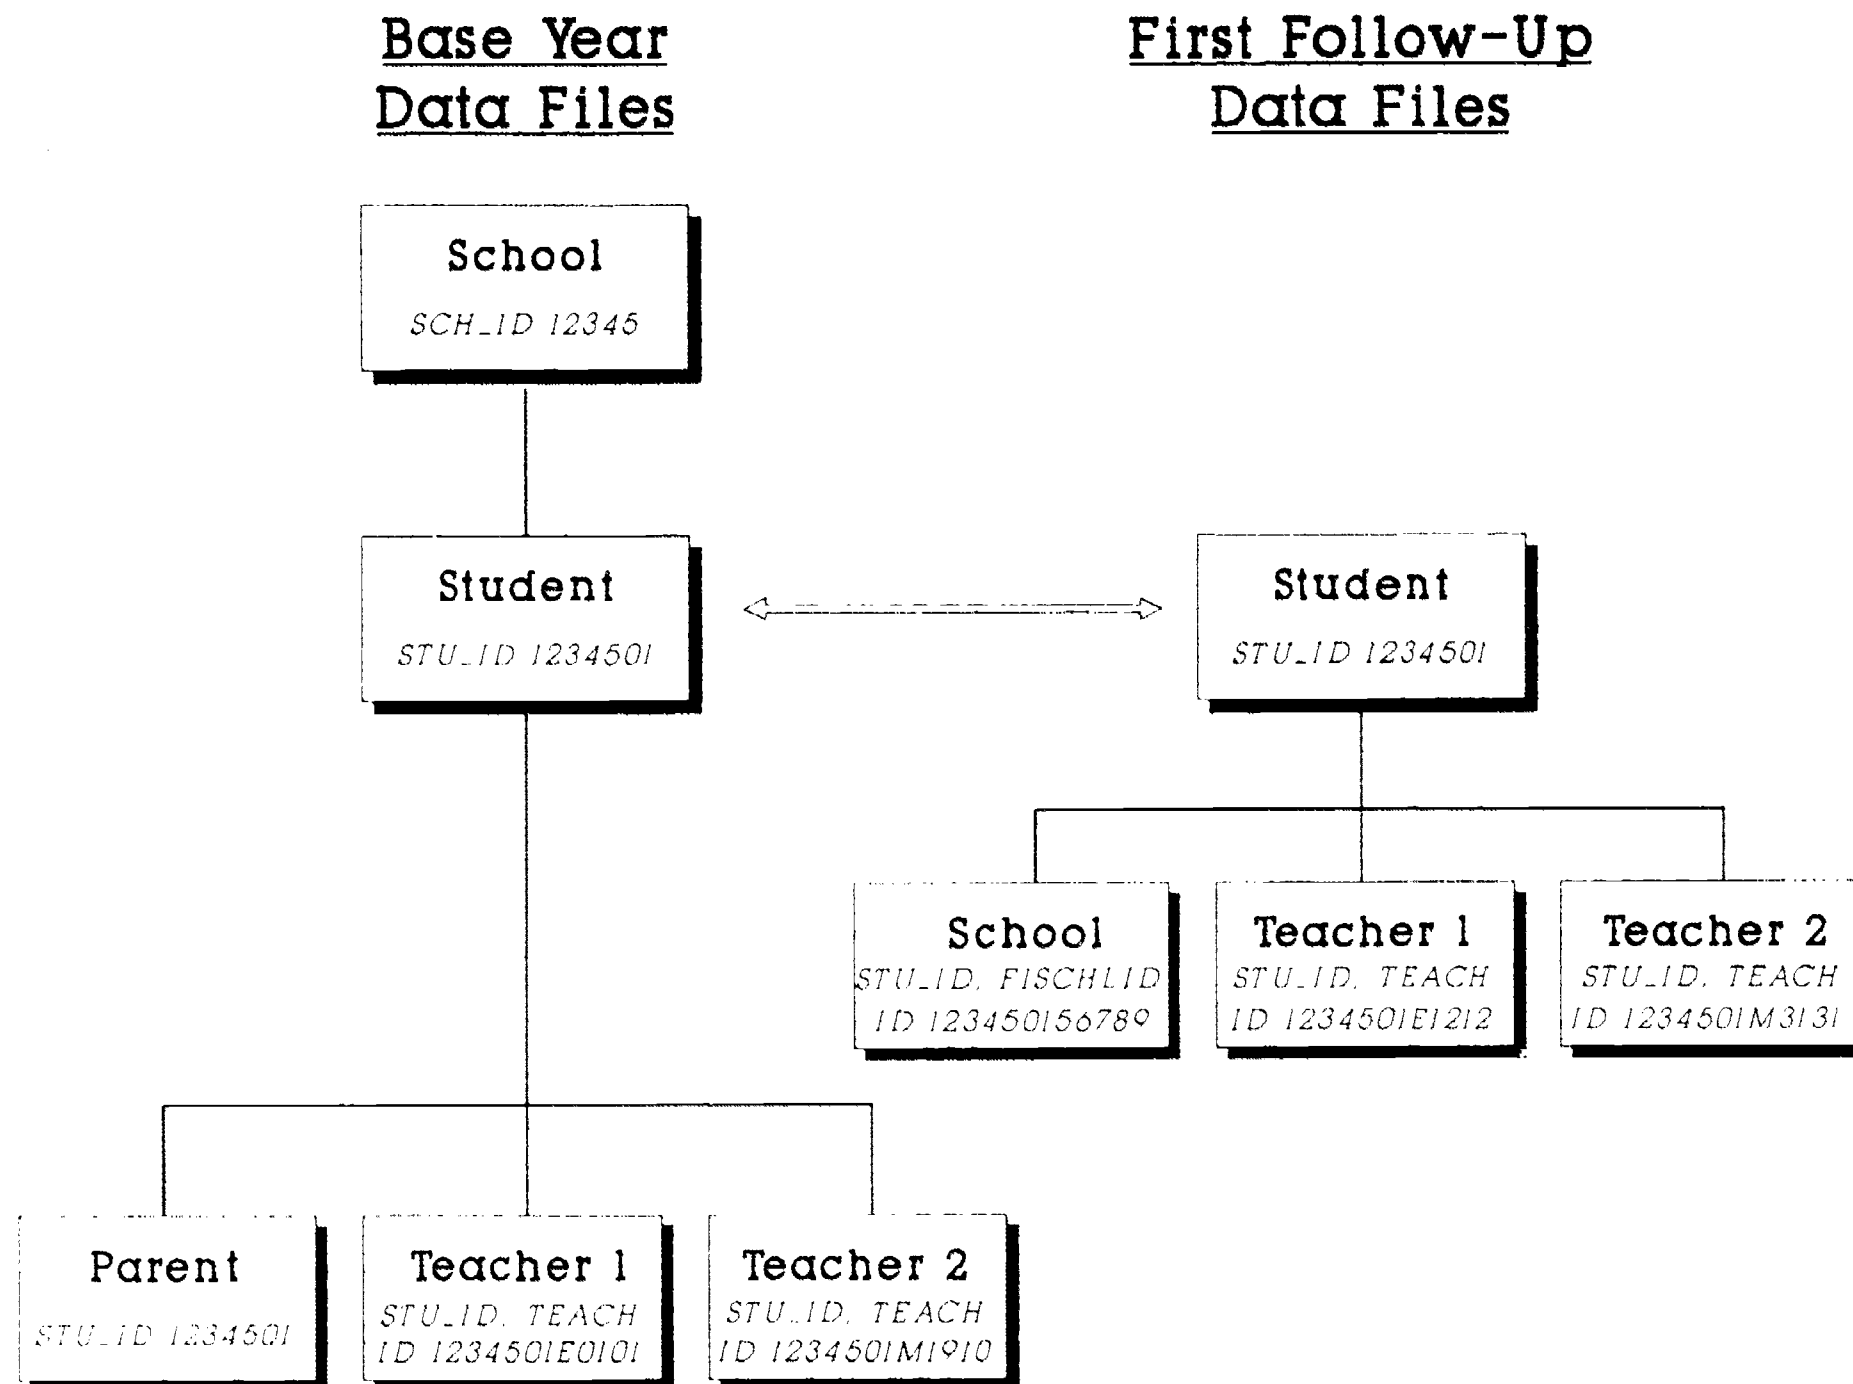 Base Year
Data Files
First Follow-Up
Data Files
School
SCH_ID 12345
Student
STU_ID 1234501
Student
STU_ID 1234501
School
STU_ID, F1SCHLID
ID 123450156789
Teacher 1
STU_ID, TEACH
ID 1234501E1212
Teacher 2
STU_ID, TEACH
ID 1234501M3131
Parent
STU_ID 1234501
Teacher 1
STU_ID, TEACH
ID 1234501E0101
Teacher 2
STU_ID, TEACH
ID 1234501M1910